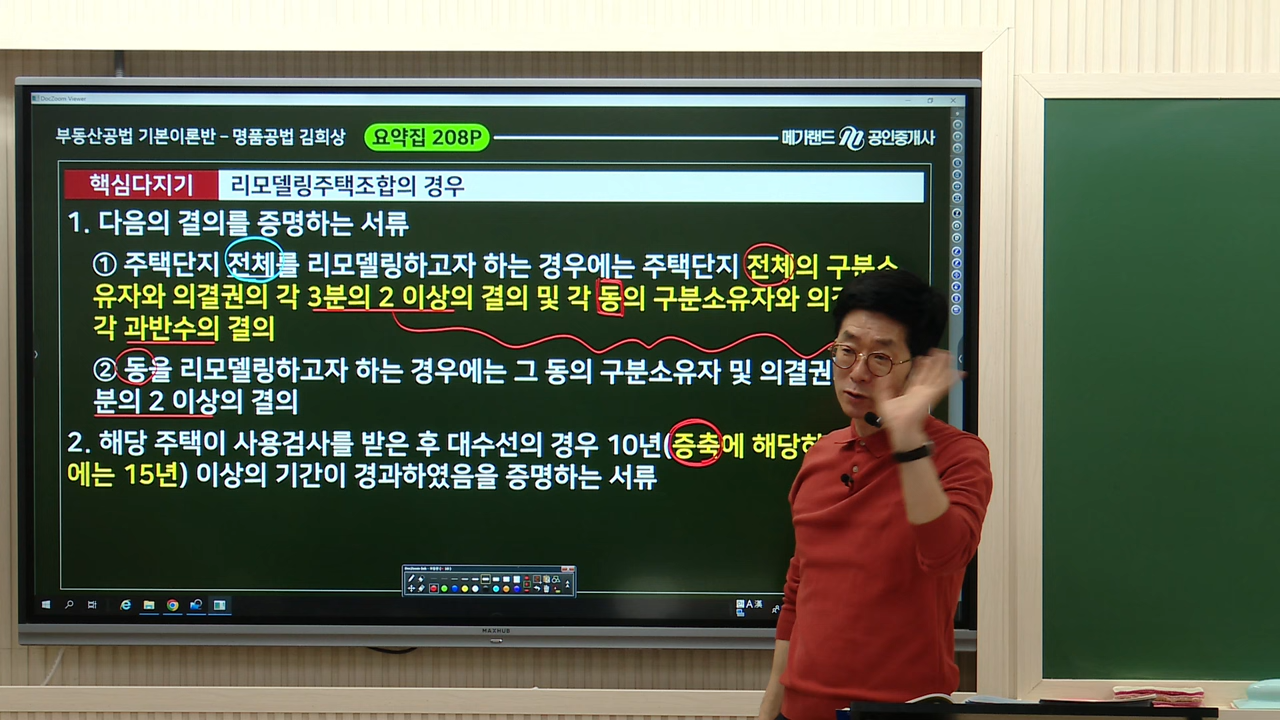 DocZoom Viewer
부동산공법 기본이론반 - 명품공법 김희상 요약집 208P 메가랜드 공인중개사
핵심다지기 리모델링주택조합의 경우
1. 다음의 결의를 증명하는 서류
① 주택단지 전체를 리모델링하고자 하는 경우에는 주택단지 전체의 구분소
유자와 의결권의 각 3분의 2 이상의 결의 및 각 동의 구분소유자와
각 과반수의 결의
② 동을 리모델링하고자 하는 경우에는 그 동의 구분소유자 및 의결권
분의 2 이상의 결의
2. 해당 주택이 사용검사를 받은 후 대수선의 경우 10년(증축에
에는 15년) 이상의 기간이 경과하였음을 증명하는 서류
A 漢
MAXHUB